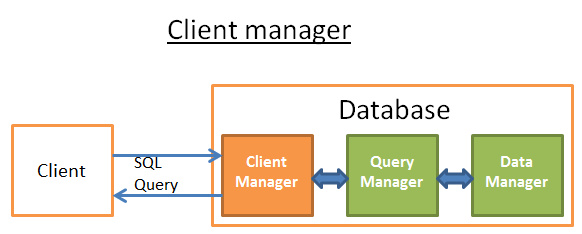 Client manager
Database
Client
SQL
Query
Client
Manager
Query
Manager
Data
Manager